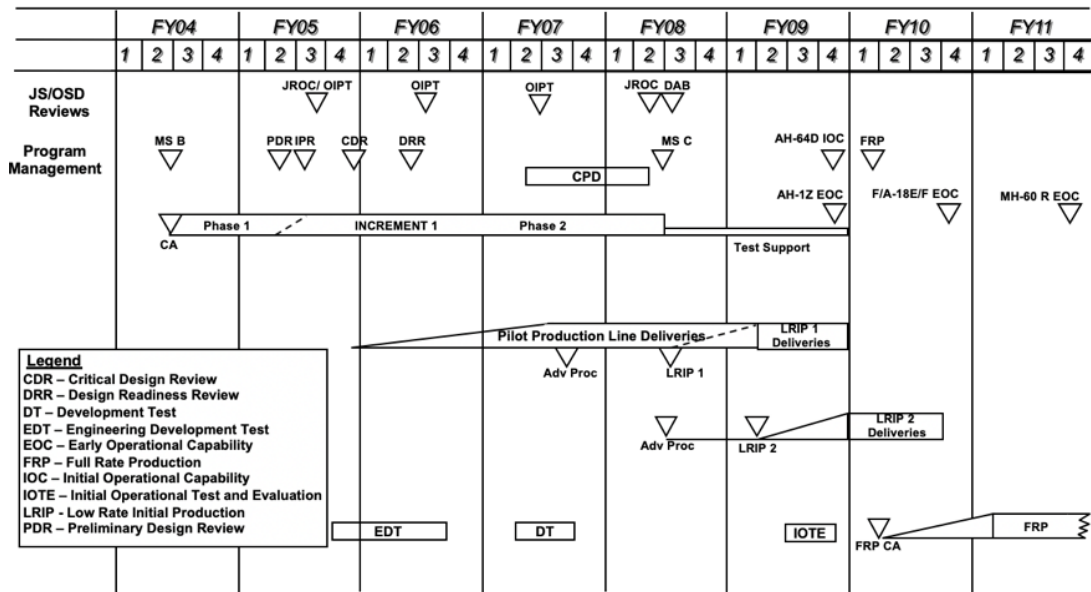 FY04 FY05 FY06 FY07 FY08 FY09 FY10 FY11
1 2 3 4 1 2 3 4 1 2 3 4 1 2 3 4 1 2 3 4 1 2 3 4 1 2 3 4 1 2 3 4
JS/OSD
Reviews
JROC/ OIPT OIPT OIPT JROC DAB
Program
Management
MS B PDR IPR CDR DRR MS C AH-64D IOC FRP
CPD
AH-1Z EOC F/A-18E/F EOC MH-60 R EOC
Phase 1 INCREMENT 1 Phase 2
CA
Test Support
Pilot Production Line Deliveries
LRIP 1
Deliveries
Adv Proc LRIP 1
LRIP 2
Deliveries
Adv Proc LRIP 2
Legend
CDR – Critical Design Review
DRR – Design Readiness Review
DT – Development Test
EDT – Engineering Development Test
EOC – Early Operational Capability
FRP – Full Rate Production
IOC – Initial Operational Capability
IOTE – Initial Operational Test and Evaluation
LRIP - Low Rate Initial Production
PDR – Preliminary Design Review
EDT DT IOTE FRP
FRP CA